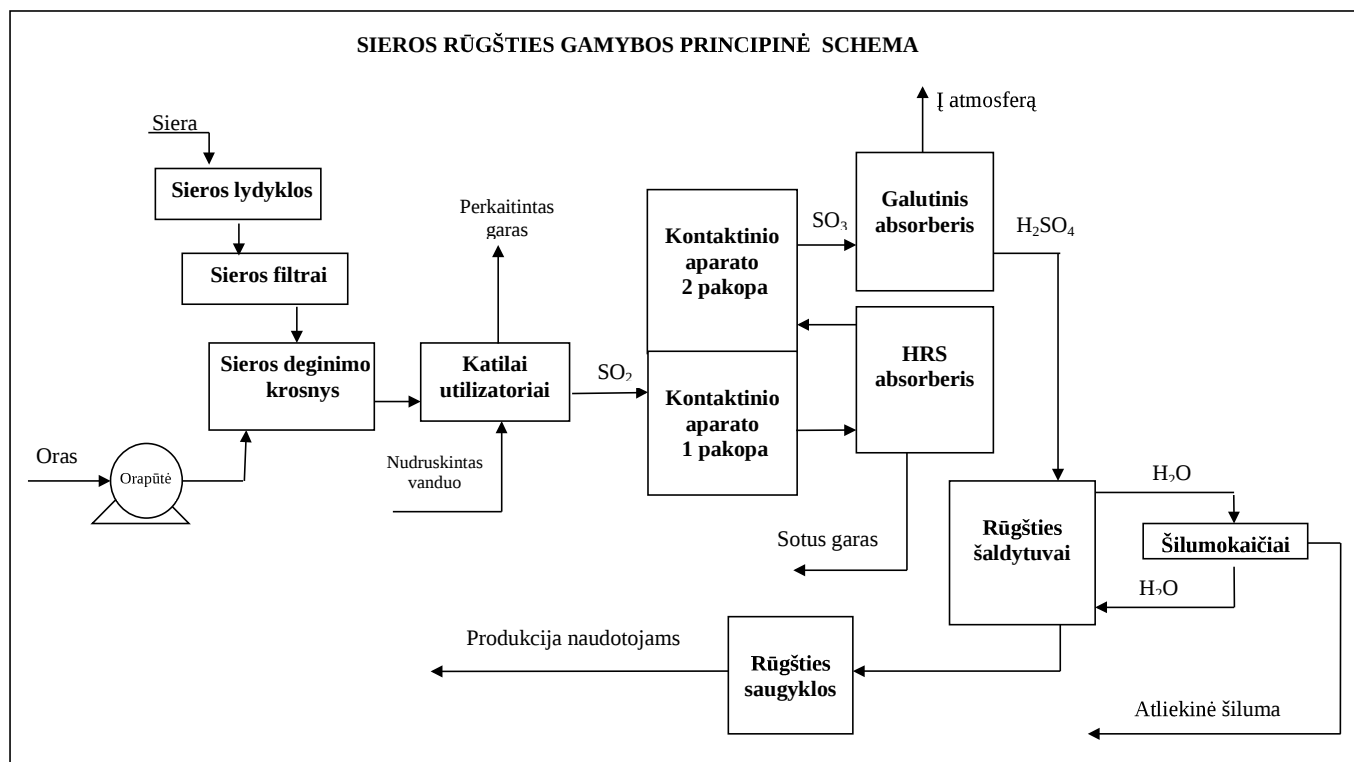 SIEROS RŪGŠTIES GAMYBOS PRINCIPINĖ SCHEMA
Į atmosferą
Siera
Sieros lydyklos
Galutinis
absorberis
Perkaitintas
garas
SO₃
H₂SO₄
Kontaktinio
aparato
2 pakopa
Sieros filtrai
Sieros deginimo
krosnys
Katilai
utilizatoriai
SO₂
HRS
absorberis
Kontaktinio
aparato
1 pakopa
Oras
Orapūtė
Nudruskintas
vanduo
H₂O
Rūgšties
šaldytuvai
Sotus garas
Šilumokaičiai
H₂O
Produkcija naudotojams
Rūgšties
saugyklos
Atliekinė šiluma